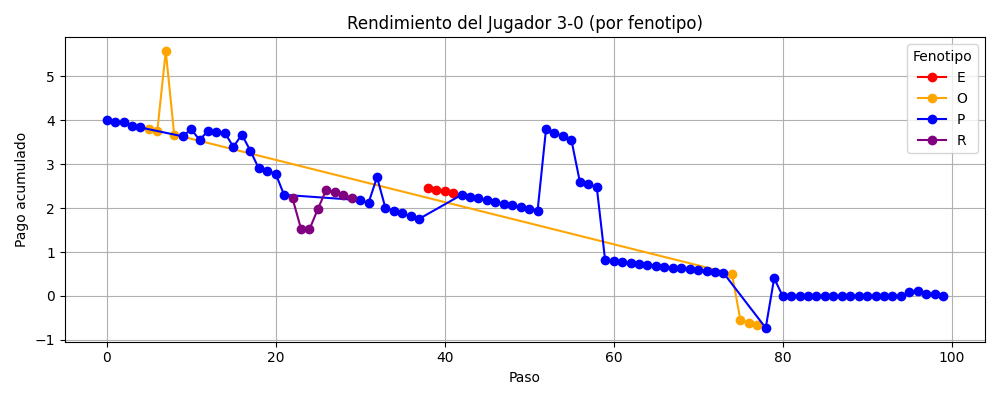 Rendimiento del Jugador 3-0 (por fenotipo)
Pago acumulado
5
4
3
2
1
0
−1
0 20 40 60 80 100
Paso
Fenotipo
E
O
P
R